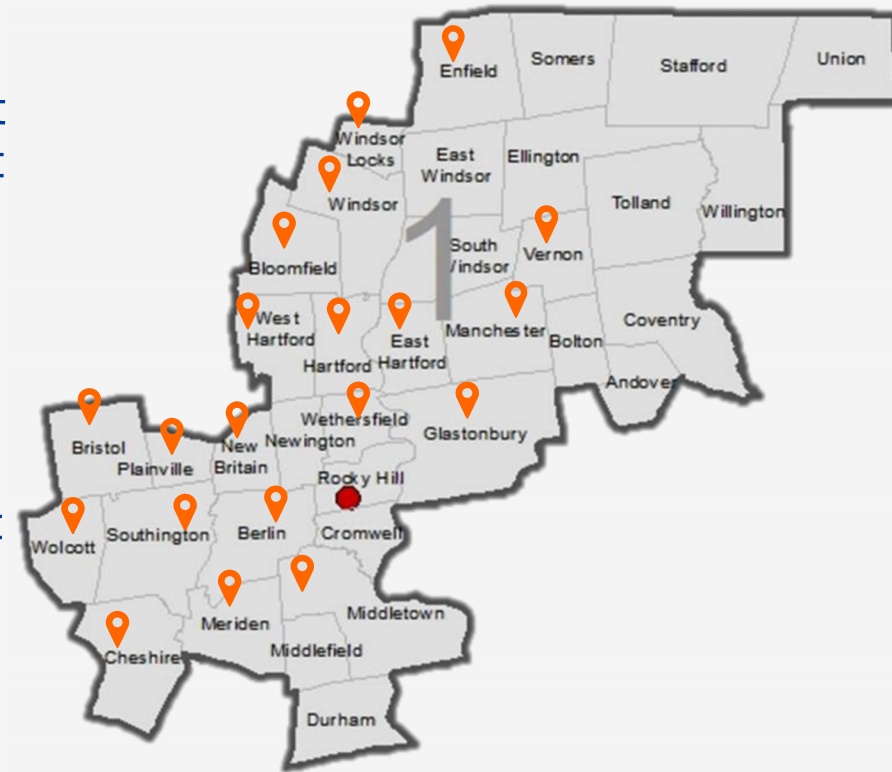 Enfield
Somers
Stafford
Union
Windsor
Locks
East
Windsor
Ellington
Windsor
Tolland
Willington
1
South
Windsor
Vernon
Bloomfield
West
Hartford
Hartford
East
Hartford
Manchester
Bolton
Coventry
Andover
Wethersfield
Newington
Glastonbury
Bristol
Plainville
New
Britain
Rocky Hill
Wolcott
Southington
Berlin
Cromwell
Meriden
Middletown
Cheshire
Middlefield
Durham